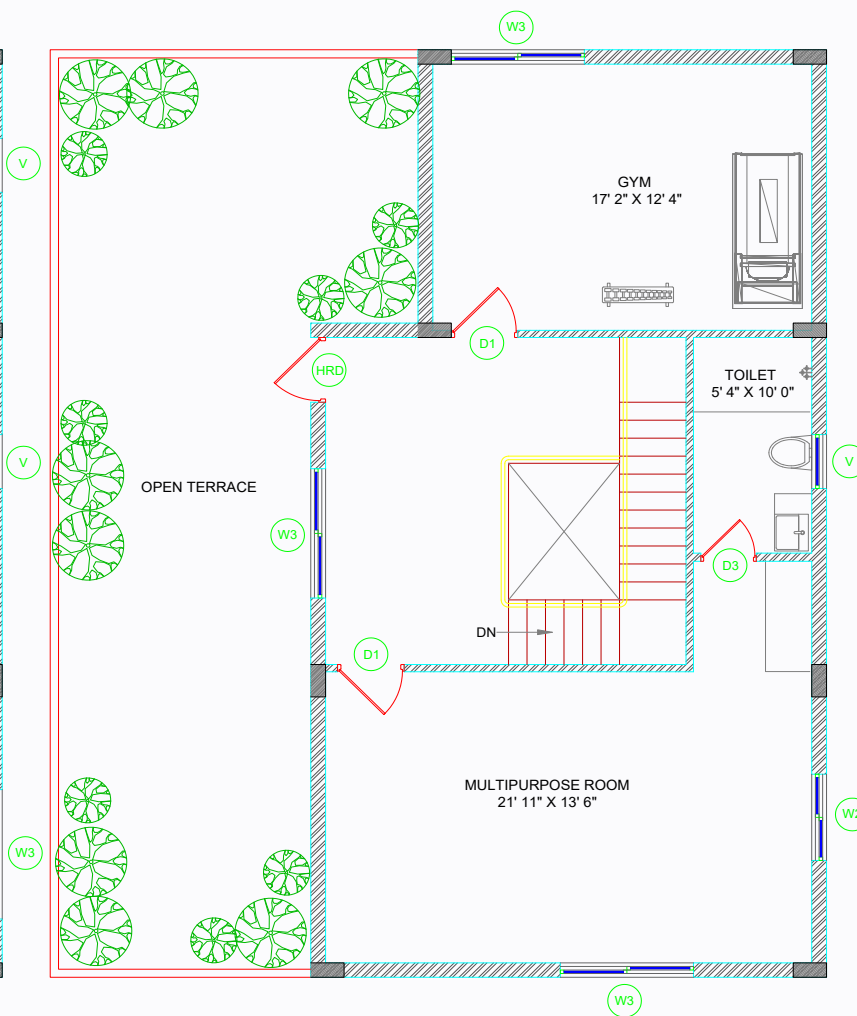 W3
V
GYM
17' 2" X 12' 4"
D1
HRD
TOILET
5' 4" X 10' 0"
V
V
OPEN TERRACE
W3
D3
DN
D1
MULTIPURPOSE ROOM
21' 11" X 13' 6"
W2
W3
W3